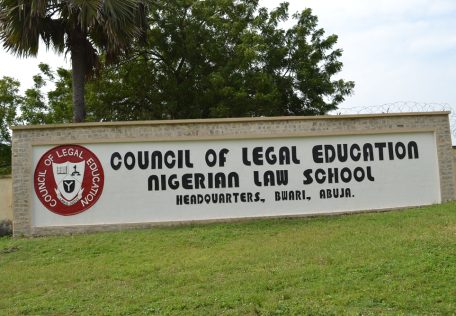 COUNCIL OF LEGAL EDUCATION
COUNCIL OF LEGAL EDUCATION
NIGERIAN LAW SCHOOL
HEADQUARTERS., BWARI., ABUJA.